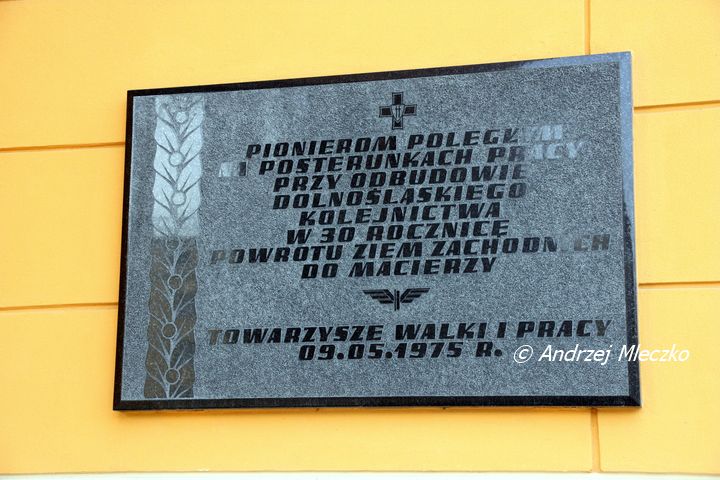 PIONIEROM POLEGŁYM
NA POSTERUNKACH PRACY
PRZY ODBUDOWIE
DOLNOŚLĄSKIEGO
KOLEJNICTWA
W 30 ROCZNICĘ
POWROTU ZIEM ZACHODNICH
DO MACIERZY
TOWARZYSZE WALKI I PRACY
09.05.1975 R.
© Andrzej Mleczko